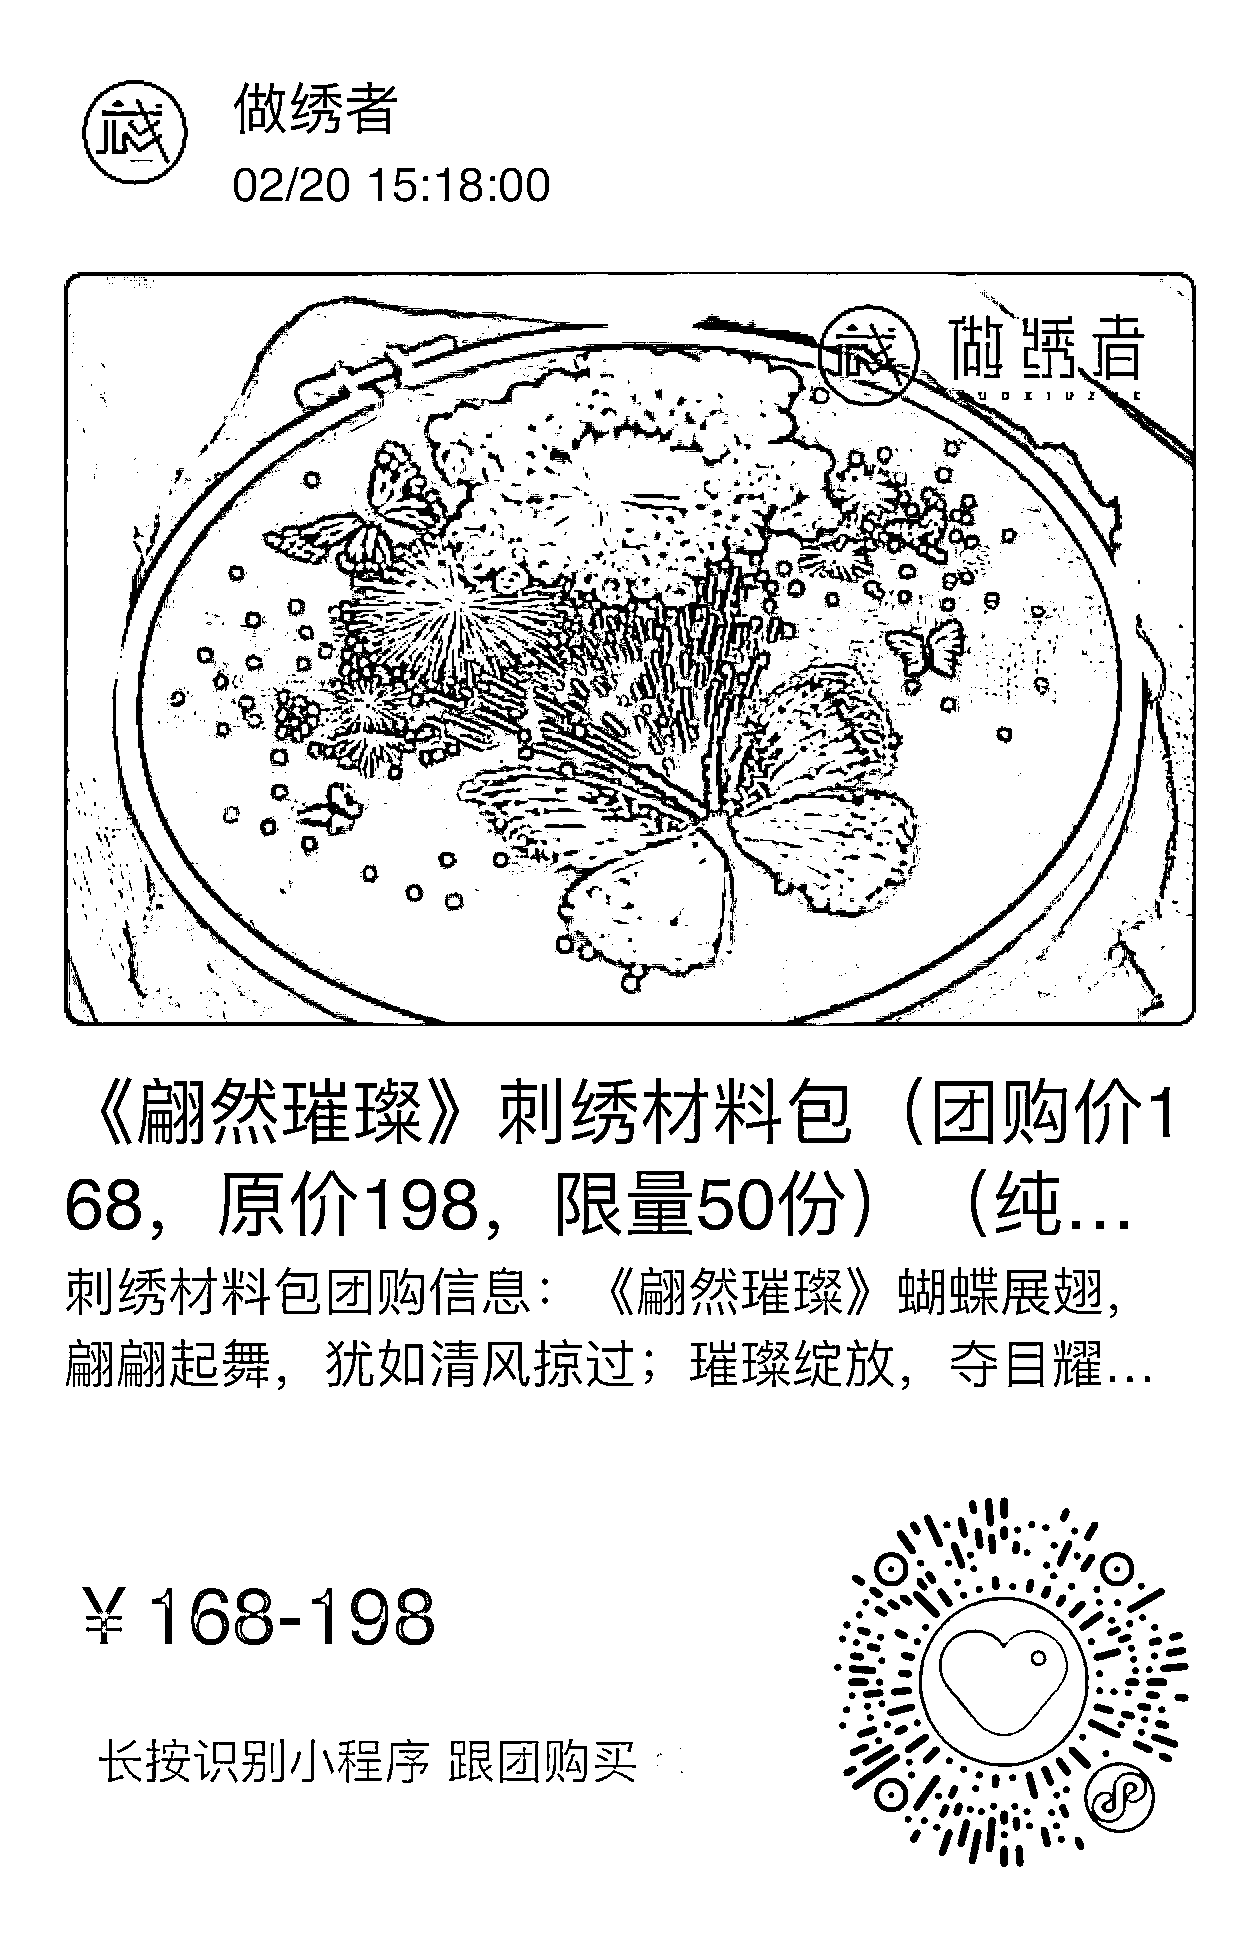 做绣者
02/20 15:18:00
做绣者
《翩然璀璨》刺绣材料包（团购价1
68，原价198，限量50份）（纯...
刺绣材料包团购信息：《翩然璀璨》蝴蝶展翅，
翩翩起舞，犹如清风掠过；璀璨绽放，夺目耀...
¥ 168-198
长按识别小程序 跟团购买